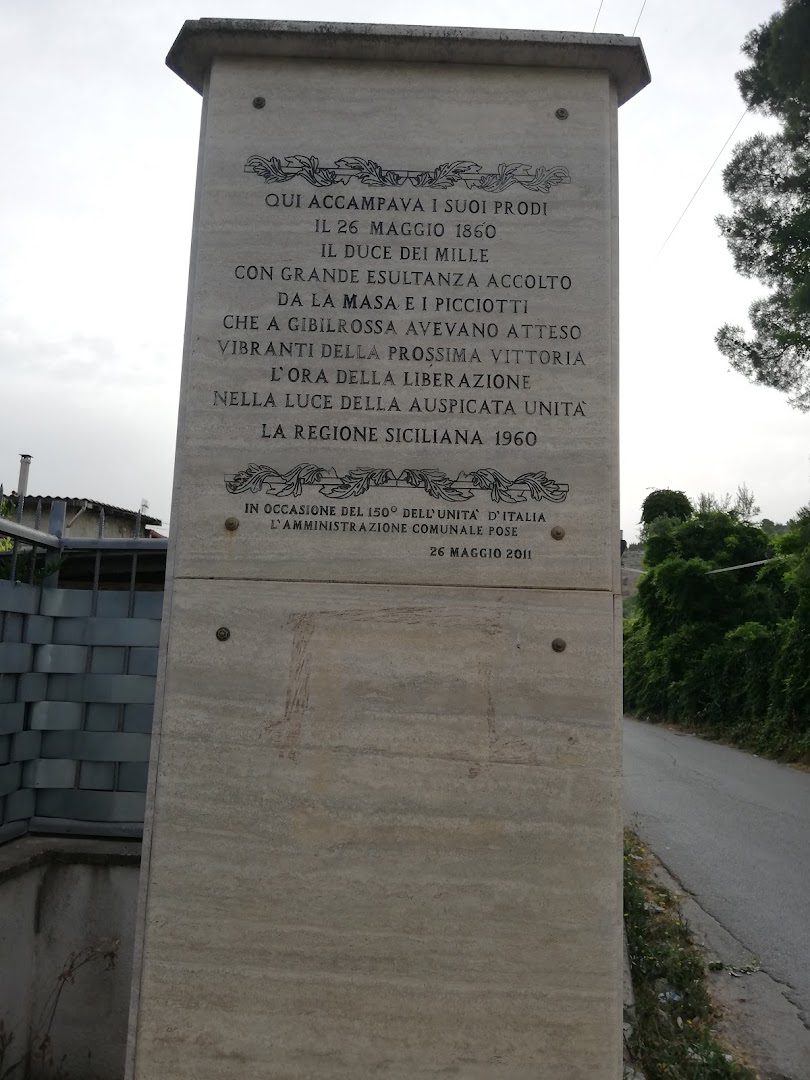 QUI ACCAMPAVA I SUOI PRODI
IL 26 MAGGIO 1860
IL DUCE DEI MILLE
CON GRANDE ESULTANZA ACCOLTO
DA LA MASA E I PICCIOTTI
CHE A GIBILROSSA AVEVANO ATTESO
VIBRANTI DELLA PROSSIMA VITTORIA
L'ORA DELLA LIBERAZIONE
NELLA LUCE DELLA AUSPICATA UNITA'
LA REGIONE SICILIANA 1960
IN OCCASIONE DEL 150° DELL'UNITA' D'ITALIA
L'AMMINISTRAZIONE COMUNALE POSE
26 MAGGIO 2011